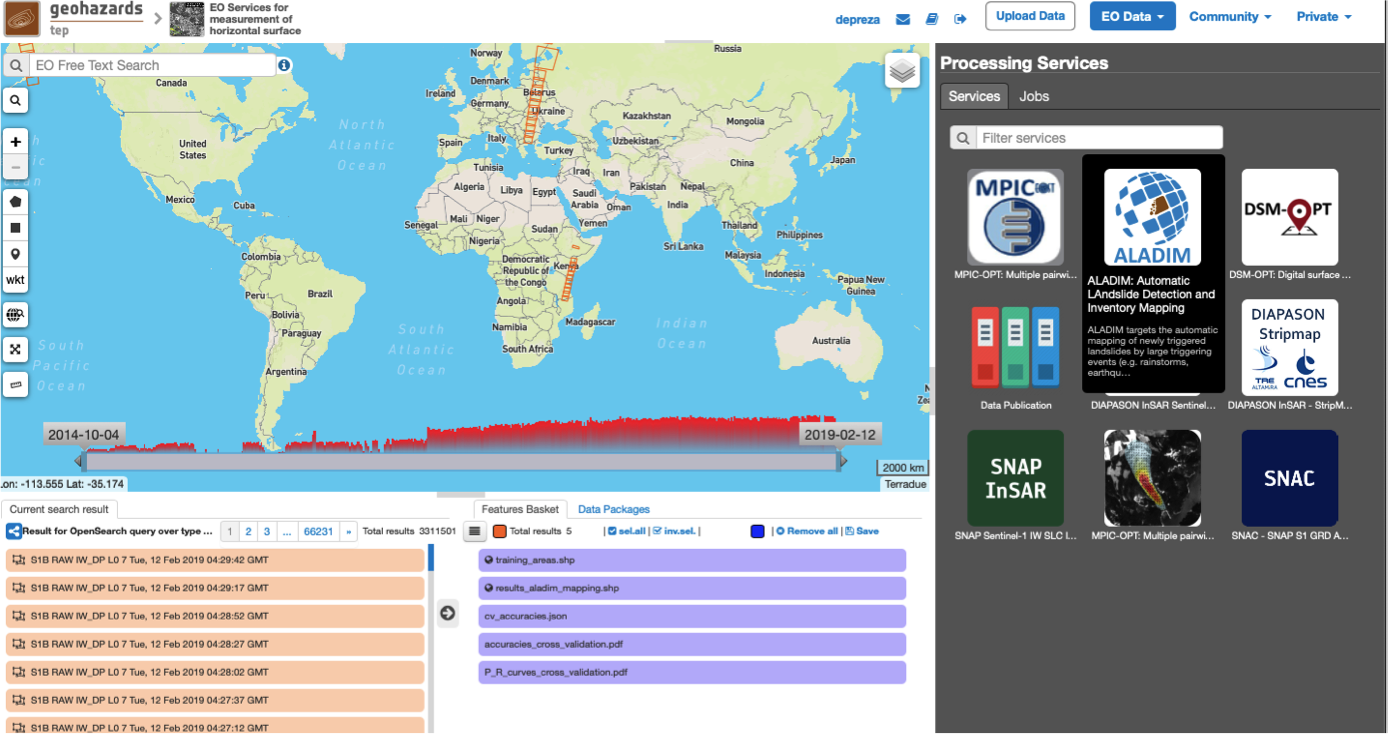 geohazards
tep
EO Services for
measurement of
horizontal surface
depreza
Upload Data
EO Data
Community
Private
EO Free Text Search
wkt
Canada
United
States
Mexico
Cuba
Colombia
Peru
Brazil
Bolivia
Paraguay
Argentina
North
Atlantic
Ocean
South
Pacific
Ocean
South
Atlantic
Ocean
Indian
Ocean
Norway
Russia
Denmark
Ireland
Belarus
Germany
Ukraine
Kazakhstan
Mongolia
Spain
Italy
Uzbekistan
Turkey
China
Japan
Tunisia
Iraq
Iran
Algeria
Libya
Egypt
Saudi
Arabia
Pakistan
Nepal
Oman
India
Mali
Niger
Yemen
Senegal
Sudan
Thailand
Philippines
Nigeria
Sri Lanka
Malaysia
Democratic
Republic of
the Congo
Kenya
Indonesia
Papua New
Guinea
Angola
Namibia
Madagascar
South Africa
Australia
2014-10-04
2019-02-12
2000 km
.on: -113.555 Lat: -35.174
Terradue
Current search result
Result for OpenSearch query over type ...
1 2 3 ... 66231 »
Total results 3311501
S1B RAW IW_DP L0 7 Tue, 12 Feb 2019 04:29:42 GMT
S1B RAW IW_DP L0 7 Tue, 12 Feb 2019 04:29:17 GMT
S1B RAW IW_DP L0 7 Tue, 12 Feb 2019 04:28:52 GMT
S1B RAW IW_DP L0 7 Tue, 12 Feb 2019 04:28:27 GMT
S1B RAW IW_DP L0 7 Tue, 12 Feb 2019 04:28:02 GMT
S1B RAW IW_DP L0 7 Tue, 12 Feb 2019 04:27:37 GMT
S1B RAW IW_DP L0 7 Tue, 12 Feb 2019 04:27:12 GMT
Features Basket
Data Packages
Total results 5
| sel.all | inv.sel. |
| Remove all | Save
training_areas.shp
results_aladim_mapping.shp
cv_accuracies.json
accuracies_cross_validation.pdf
P_R_curves_cross_validation.pdf
Processing Services
Services
Jobs
Filter services
MPIC-OPT
MPIC-OPT: Multiple pairwi...
ALADIM
ALADIM: Automatic
LAndslide Detection and
Inventory Mapping
ALADIM targets the automatic
mapping of newly triggered
landslides by large triggering
events (e.g. rainstorms,
earthqu...
DSM-OPT
DSM-OPT: Digital surface ...
Data Publication
DIAPASON InSAR Sentinel...
DIAPASON
Stripmap
TRE
ALTAMIRA
cnes
DIAPASON InSAR - StripM...
SNAP
InSAR
SNAP Sentinel-1 IW SLC I...
MPIC-OPT: Multiple pairwi...
SNAC
SNAC - SNAP S1 GRD A...